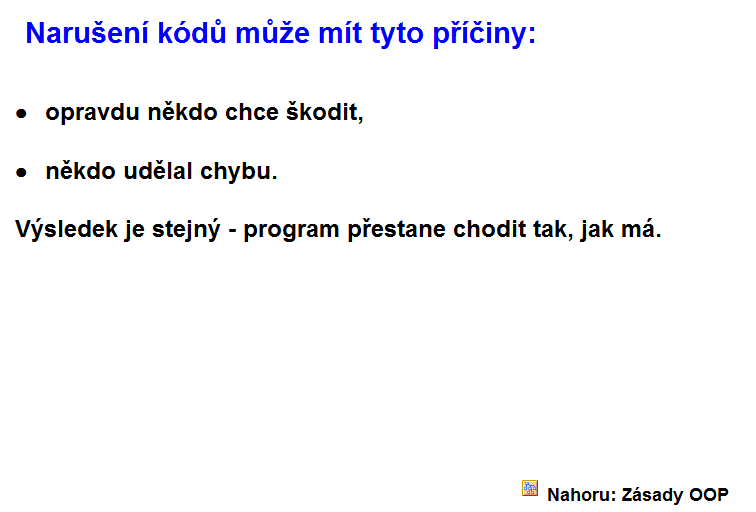 Narušení kódů může mít tyto příčiny:
● opravdu někdo chce škodit,
● někdo udělal chybu.
Výsledek je stejný - program přestane chodit tak, jak má.
Nahoru: Zásady OOP